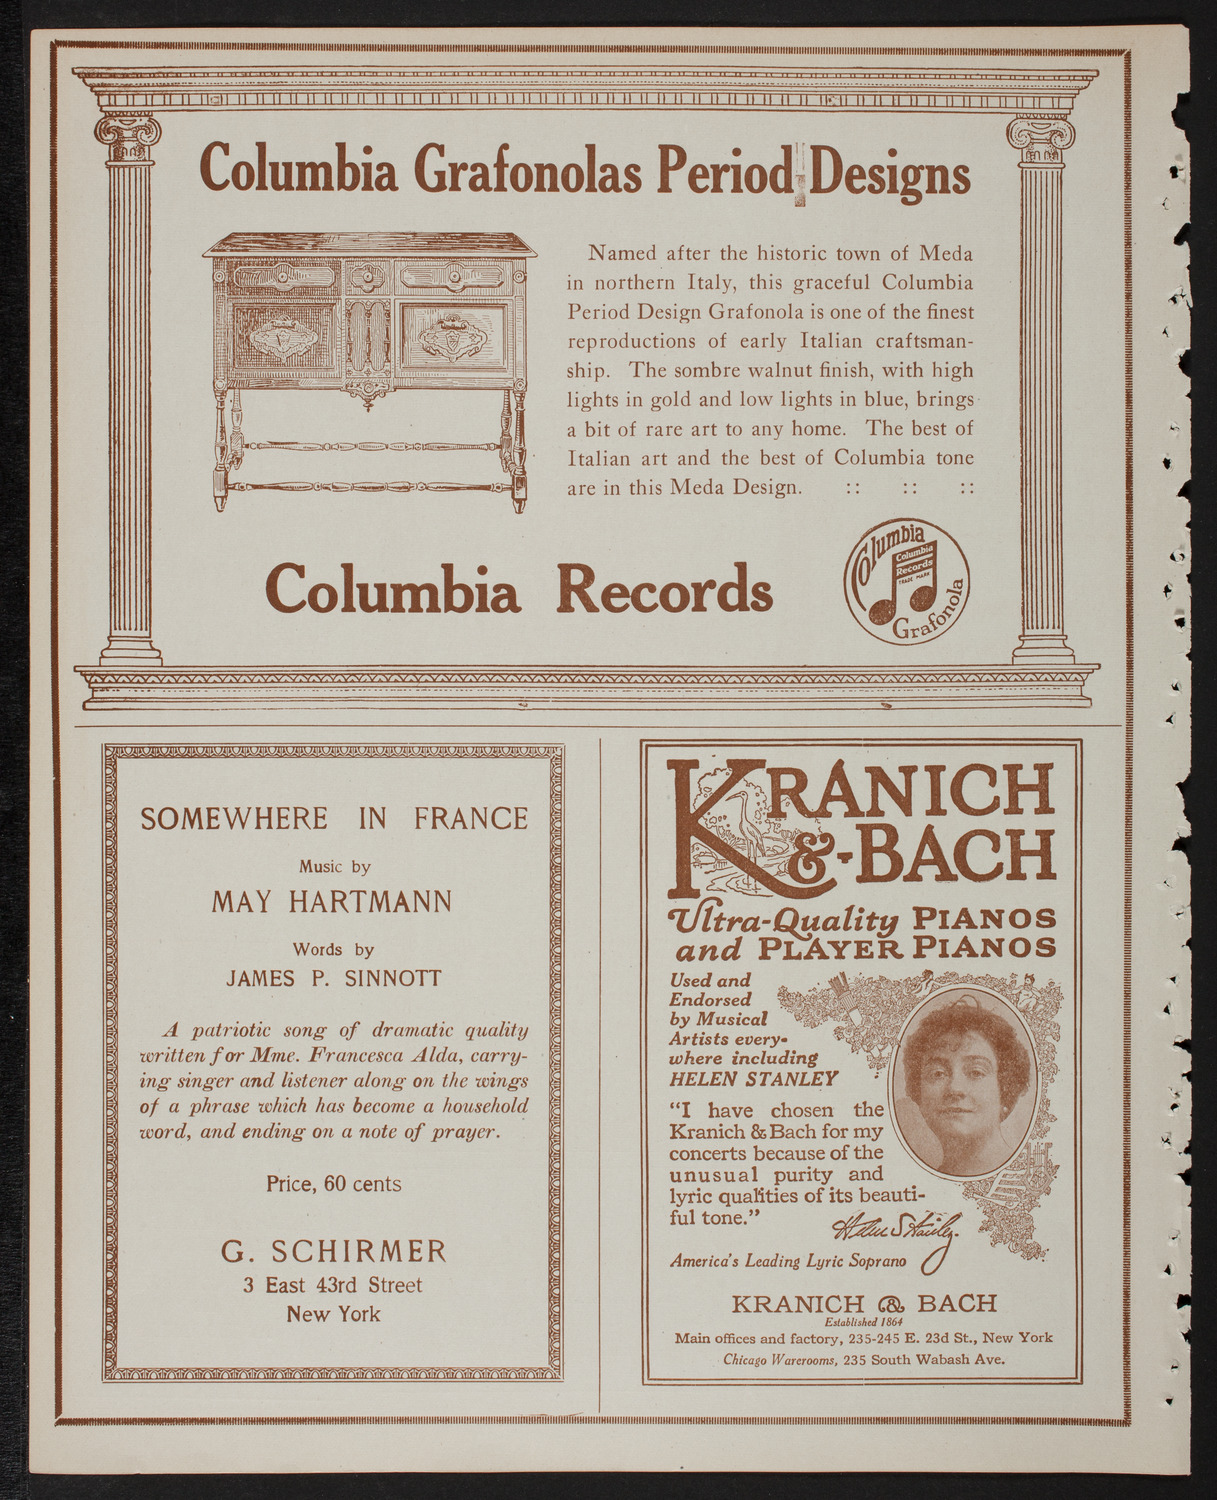 Columbia Grafonolas Period Designs
Named after the historic town of Meda
in northern Italy, this graceful Columbia
Period Design Grafonola is one of the finest
reproductions of early Italian craftsman-
ship. The sombre walnut finish, with high
lights in gold and low lights in blue, brings
a bit of rare art to any home. The best of
Italian art and the best of Columbia tone
are in this Meda Design. :: :: ::
Columbia Records
Columbia
Columbia
Records
TRADE MARK
Grafonola
SOMEWHERE IN FRANCE
Music by
MAY HARTMANN
Words by
JAMES P. SINNOTT
A patriotic song of dramatic quality
written for Mme. Francesca Alda, carry-
ing singer and listener along on the wings
of a phrase which has become a household
word, and ending on a note of prayer.
Price, 60 cents
G. SCHIRMER
3 East 43rd Street
New York
KRANICH
&-BACH
Ultra-Quality PIANOS
and PLAYER PIANOS
Used and
Endorsed
by Musical
Artists every-
where including
HELEN STANLEY
"I have chosen the
Kranich & Bach for my
concerts because of the
unusual purity and
lyric qualities of its beauti-
ful tone."
Helen Stanley.
America's Leading Lyric Soprano
KRANICH & BACH
Established 1864
Main offices and factory, 235-245 E. 23d St., New York
Chicago Warerooms, 235 South Wabash Ave.